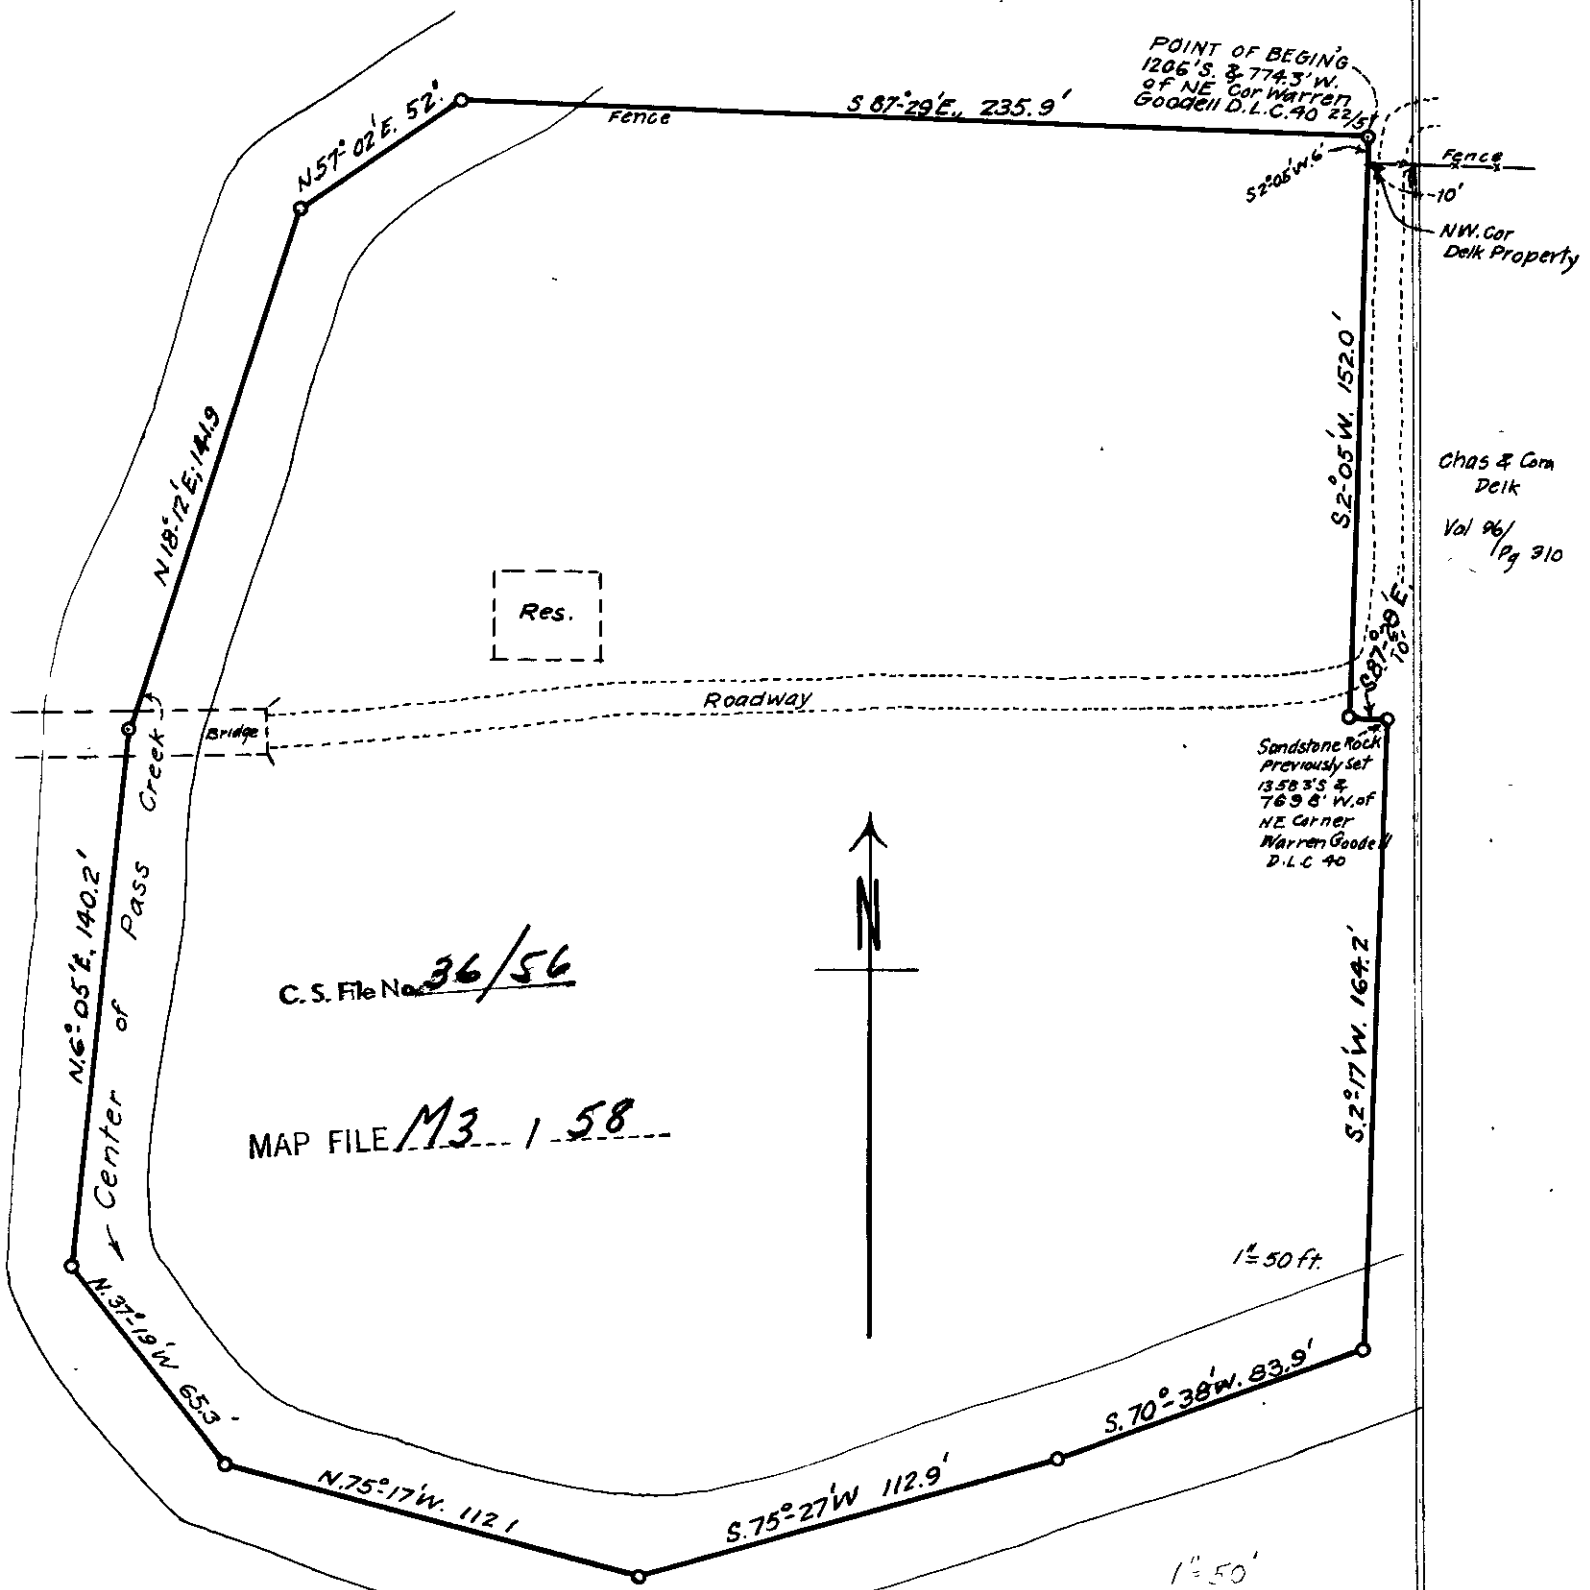 POINT OF BEGIN'G
1206'S. & 774.3' W.
of NE Cor Warren
Goodell D.L.C. 40 22/5
N.57°-02'E. 52'.
S 87°-29'E., 235.9'
Fence
S2°-05'W. 6'
Fence
10'
NW. Cor
Delk Property
S.2°-05'W. 152.0'
N 18°-12'E, 141.9
Chas & Cora
Delk
Vol 96/
Pg 310
Res.
S.87°-29'E.
10'
Roadway
Bridge
Sandstone Rock
Previously Set
1358 3'S &
769 8' W. of
NE Corner
Warren Goodell
D.L.C 40
Center of Pass Creek
N.6°-05'E. 140.2'
C. S. File No. 36/56
N
S.2°-17'W. 164.2'
MAP FILE M3 / 58
1"=50 ft.
N.37°-19'W 65.3'
S. 70°-38'W. 83.9'
N.75°-17'W. 112.1
S.75°-27'W 112.9'
1"=50'